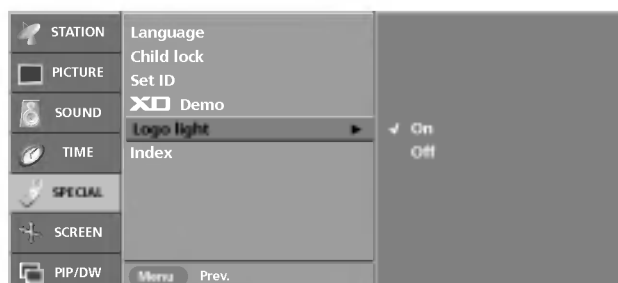 STATION
PICTURE
SOUND
TIME
SPECIAL
SCREEN
PIP/DW
Language
Child lock
Set ID
XD Demo
Logo light
Index
Menu Prev.
On
Off